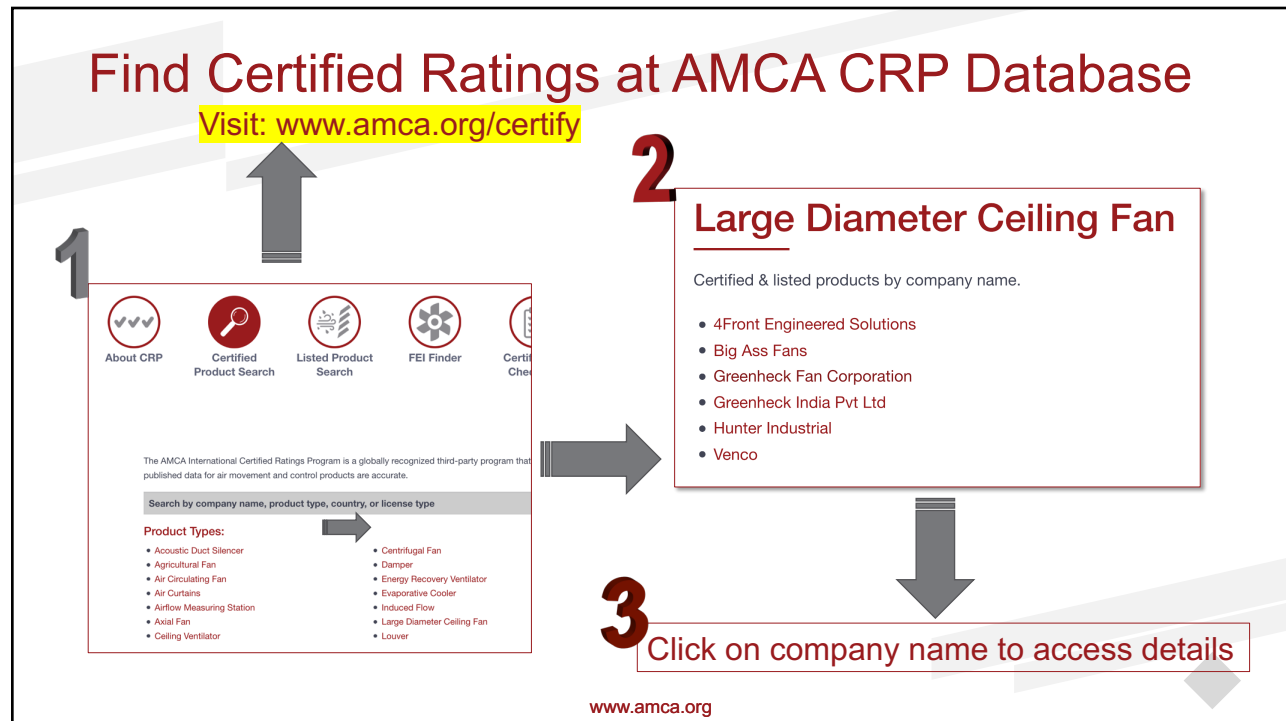 Find Certified Ratings at AMCA CRP Database
Visit: www.amca.org/certify
1
About CRP
Certified
Product Search
Listed Product
Search
FEI Finder
Certif
Chec
The AMCA International Certified Ratings Program is a globally recognized third-party program that
published data for air movement and control products are accurate.
Search by company name, product type, country, or license type
Product Types:
• Acoustic Duct Silencer
• Agricultural Fan
• Air Circulating Fan
• Air Curtains
• Airflow Measuring Station
• Axial Fan
• Ceiling Ventilator
• Centrifugal Fan
• Damper
• Energy Recovery Ventilator
• Evaporative Cooler
• Induced Flow
• Large Diameter Ceiling Fan
• Louver
2
Large Diameter Ceiling Fan
Certified & listed products by company name.
• 4Front Engineered Solutions
• Big Ass Fans
• Greenheck Fan Corporation
• Greenheck India Pvt Ltd
• Hunter Industrial
• Venco
3
Click on company name to access details
www.amca.org